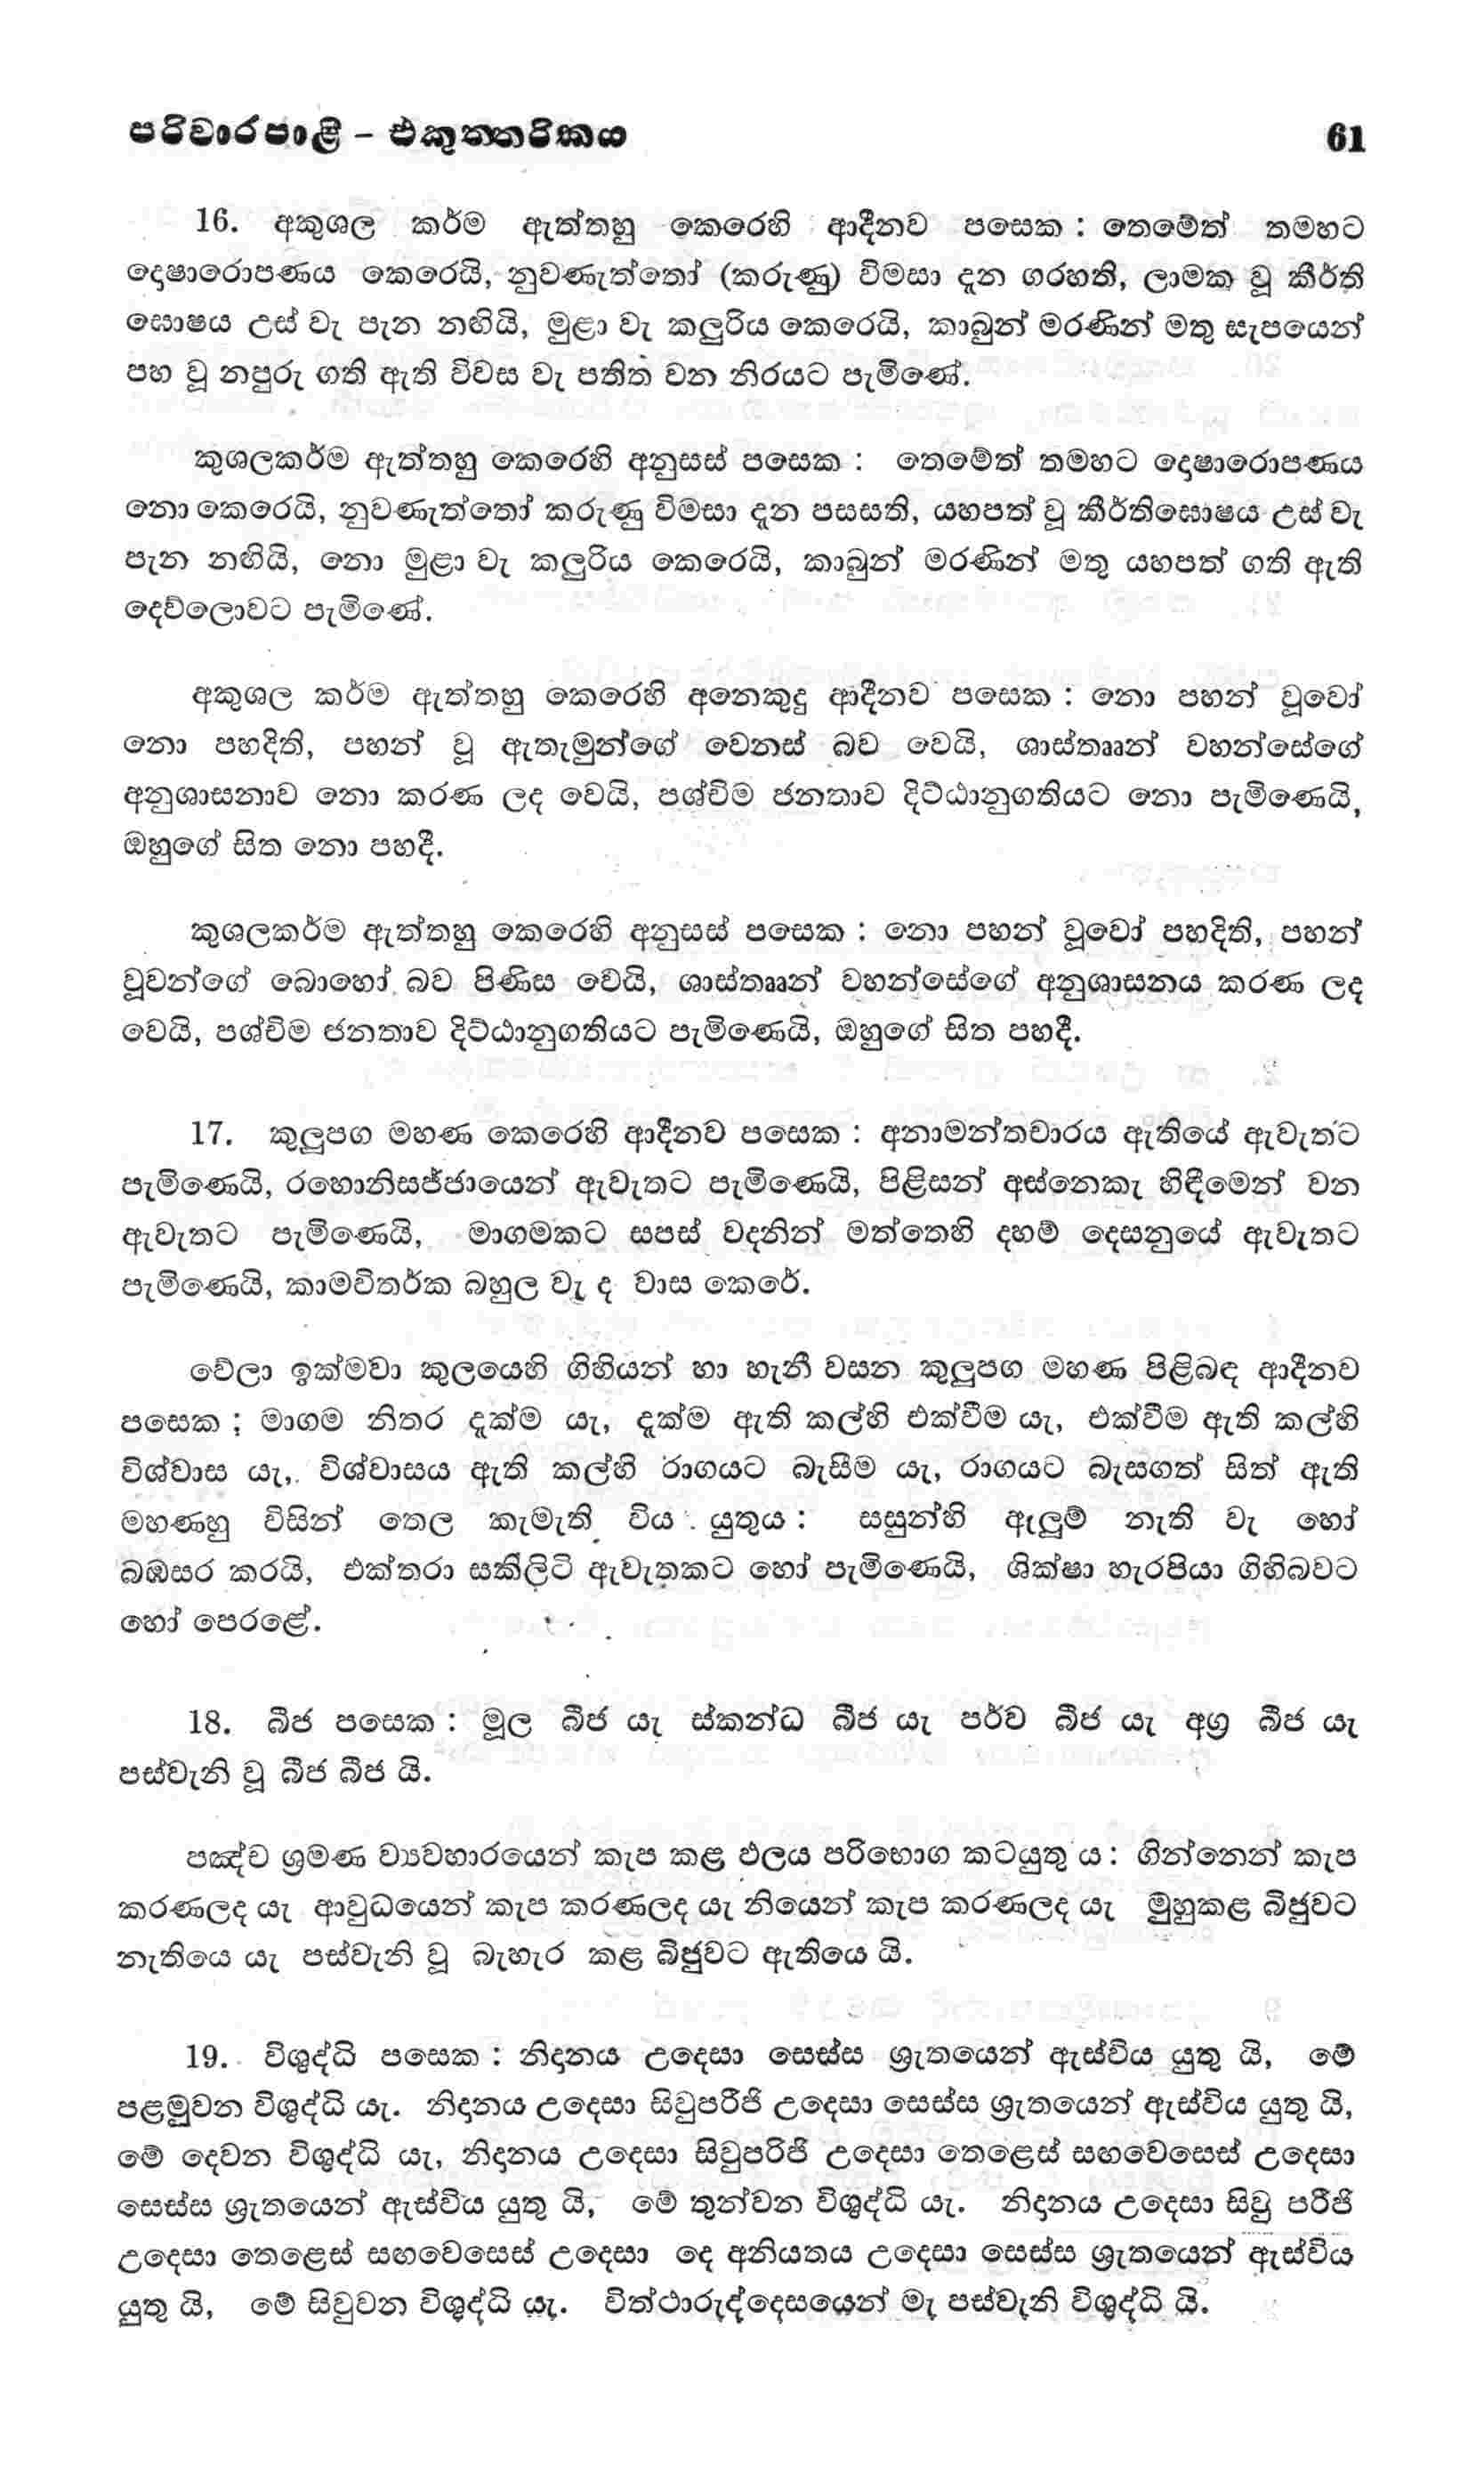 පරිවාරපාළි – එකුත්තරිකය 61
16. අකුශල කර්ම ඇත්තහු කෙරෙහි ආදීනව පසෙක : තෙමේත් තමහට
දොෂාරොපණය කෙරෙයි, නුවණැත්තෝ (කරුණු) විමසා දැන ගරහති, ලාමක වූ කීර්ති
ඝොෂය උස් වැ පැන නඟියි, මුළා වැ කලුරිය කෙරෙයි, කාබුන් මරණින් මතු සැපයෙන්
පහ වූ නපුරු ගති ඇති විවස වැ පතිත වන නිරයට පැමිණේ.
කුශලකර්ම ඇත්තහු කෙරෙහි අනුසස් පසෙක : තෙමේත් තමහට දොෂාරොපණය
නො කෙරෙයි, නුවණැත්තෝ කරුණු විමසා දැන පසසති, යහපත් වූ කීර්තිඝොෂය උස් වැ
පැන නඟියි, නො මුළා වැ කලුරිය කෙරෙයි, කාබුන් මරණින් මතු යහපත් ගති ඇති
දෙව්ලොවට පැමිණේ.
අකුශල කර්ම ඇත්තහු කෙරෙහි අනෙකුදු ආදීනව පසෙක : නො පහන් වූවෝ
නො පහදිති, පහන් වූ ඇතැමුන්ගේ වෙනස් බව වෙයි, ශාස්තෲන් වහන්සේගේ
අනුශාසනාව නො කරණ ලද වෙයි, පශ්චිම ජනතාව දිට්ඨානුගතියට නො පැමිණෙයි,
ඔහුගේ සිත නො පහදී.
කුශලකර්ම ඇත්තහු කෙරෙහි අනුසස් පසෙක : නො පහන් වූවෝ පහදිති, පහන්
වූවන්ගේ බොහෝ බව පිණිස වෙයි, ශාස්තෲන් වහන්සේගේ අනුශාසනය කරණ ලද
වෙයි, පශ්චිම ජනතාව දිට්ඨානුගතියට පැමිණෙයි, ඔහුගේ සිත පහදී.
17. කුලුපග මහණ කෙරෙහි ආදීනව පසෙක : අනාමන්තචාරය ඇතියේ ඇවැතට
පැමිණෙයි, රහොනිසජ්ජායෙන් ඇවැතට පැමිණෙයි, පිළිසන් අස්නෙකැ හිඳීමෙන් වන
ඇවැතට පැමිණෙයි, මාගමකට සපස් වදනින් මත්තෙහි දහම් දෙසනුයේ ඇවැතට
පැමිණෙයි, කාමවිතර්ක බහුල වැ ද වාස කෙරේ.
වේලා ඉක්මවා කුලයෙහි ගිහියන් හා හැනී වසන කුලුපග මහණ පිළිබඳ ආදීනව
පසෙක ; මාගම නිතර දැක්ම යැ, දැක්ම ඇති කල්හි එක්වීම යැ, එක්වීම ඇති කල්හි
විශ්වාස යැ, විශ්වාසය ඇති කල්හි රාගයට බැසීම යැ, රාගයට බැසගත් සිත් ඇති
මහණහු විසින් තෙල කැමැති විය යුතුය : සසුන්හි ඇලුම් නැති වැ හෝ
බඹසර කරයි, එක්තරා සකිලිටි ඇවැතකට හෝ පැමිණෙයි, ශික්ෂා හැරපියා ගිහිබවට
හෝ පෙරළේ.
18. බීජ පසෙක : මූල බීජ යැ ස්කන්ධ බීජ යැ පර්ව බීජ යැ අග්‍ර බීජ යැ
පස්වැනි වූ බීජ බීජ යි.
පඤ්ච ශ්‍රමණ ව්‍යවහාරයෙන් කැප කළ ඵලය පරිභොග කටයුතු ය : ගින්නෙන් කැප
කරණලද යැ ආවුධයෙන් කැප කරණලද යැ නියෙන් කැප කරණලද යැ මුහුකළ බිජුවට
නැතියෙ යැ පස්වැනි වූ බැහැර කළ බිජුවට ඇතියෙ යි.
19. විශුද්ධි පසෙක : නිදානය උදෙසා සෙස්ස ශ්‍රැතයෙන් ඇස්විය යුතු යි, මේ
පළමුවන විශුද්ධි යැ. නිදානය උදෙසා සිවුපරිජි උදෙසා සෙස්ස ශ්‍රැතයෙන් ඇස්විය යුතු යි,
මේ දෙවන විශුද්ධි යැ, නිදානය උදෙසා සිවුපරිජි උදෙසා තෙළෙස් සඟවෙසෙස් උදෙසා
සෙස්ස ශ්‍රැතයෙන් ඇස්විය යුතු යි, මේ තුන්වන විශුද්ධි යැ. නිදානය උදෙසා සිවු පරිජි
උදෙසා තෙළෙස් සඟවෙසෙස් උදෙසා දෙ අනියතය උදෙසා සෙස්ස ශ්‍රැතයෙන් ඇස්විය
යුතු යි, මේ සිවුවන විශුද්ධි යැ. විත්ථාරුද්දෙසයෙන් මැ පස්වැනි විශුද්ධි යි.